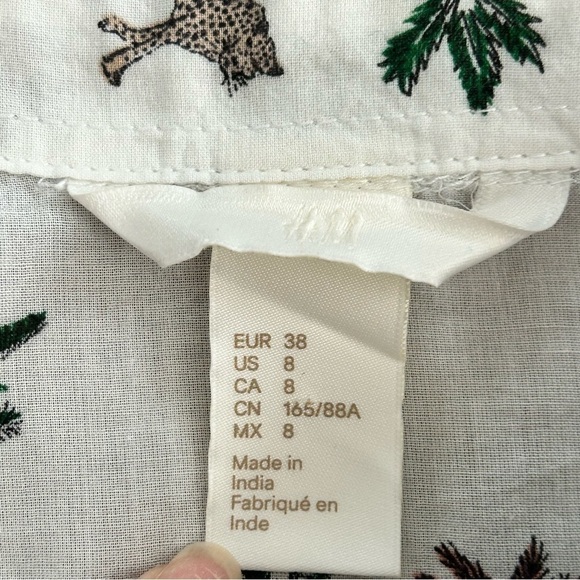 H&M
EUR 38
US 8
CA 8
CN 165/88A
MX 8
Made in
India
Fabriqué en
Inde